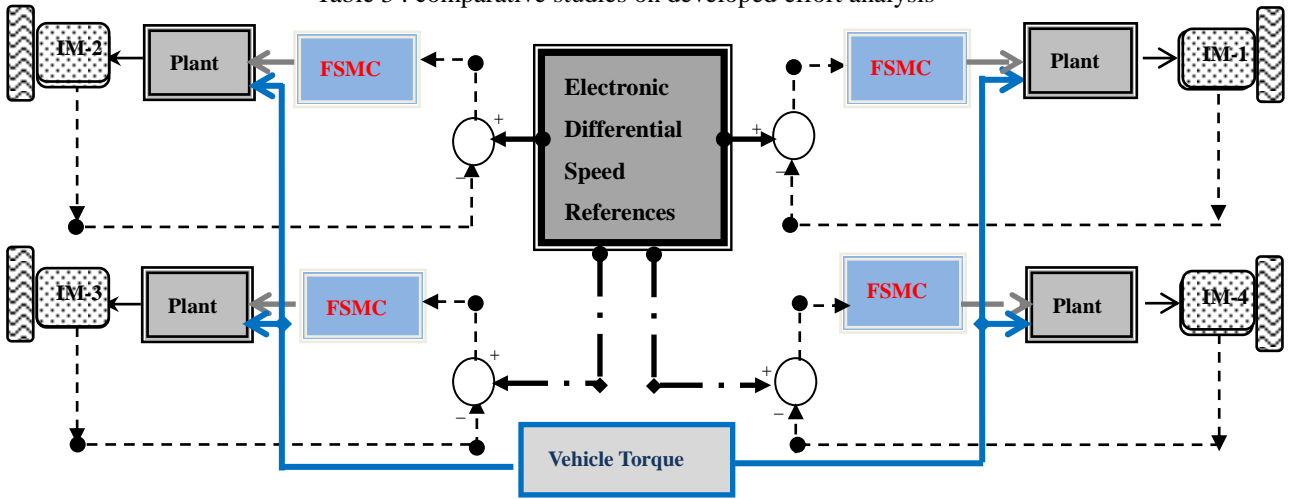 Table 3 : comparative studies on developed effort analysis
IM-2
Plant
FSMC
Electronic
Differential
Speed
References
FSMC
Plant
IM-1
+
−
+
−
IM-3
Plant
FSMC
FSMC
Plant
IM-4
+
−
+
−
Vehicle Torque